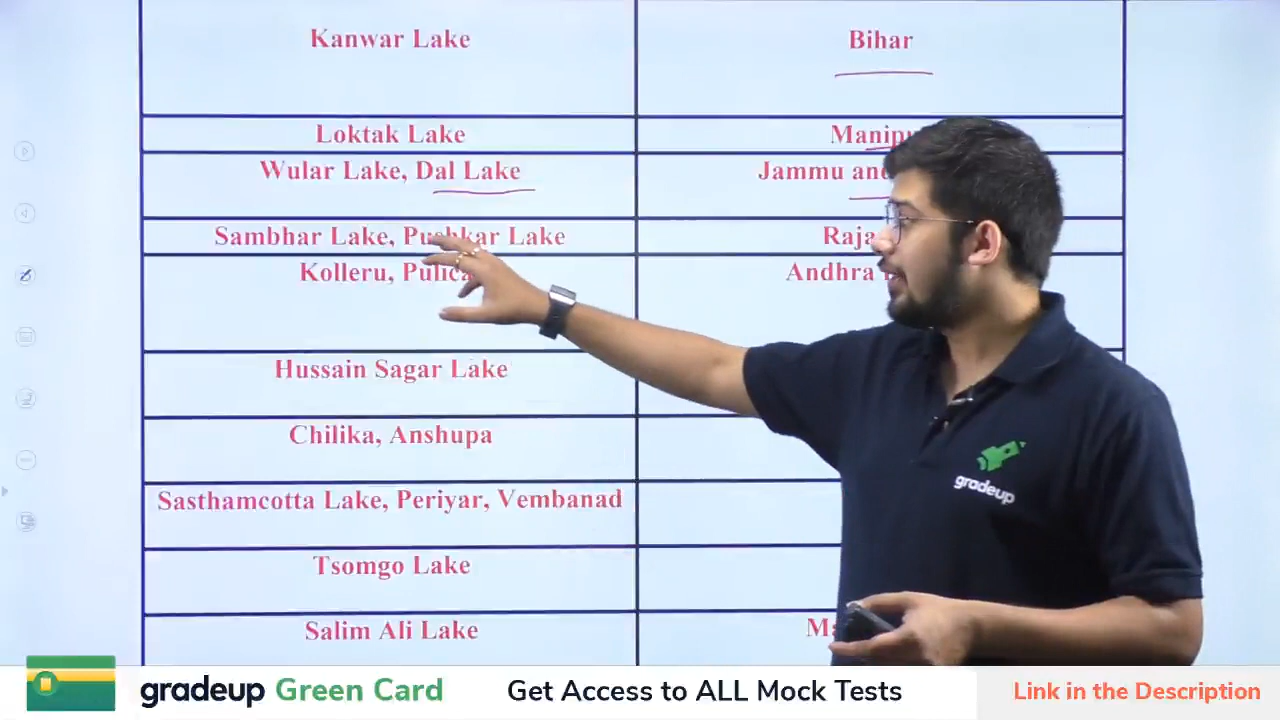 Kanwar Lake Bihar
Loktak Lake
Wular Lake, Dal Lake Jammu
Sambhar Lake, Pushkar Lake
Kolleru, Andhra
Hussain Sagar Lake
Chilika, Anshupa
Sasthamcotta Lake, Periyar, Vembanad
Tsomgo Lake
Salim Ali Lake
gradeup
gradeup Green Card Get Access to ALL Mock Tests Link in the Description